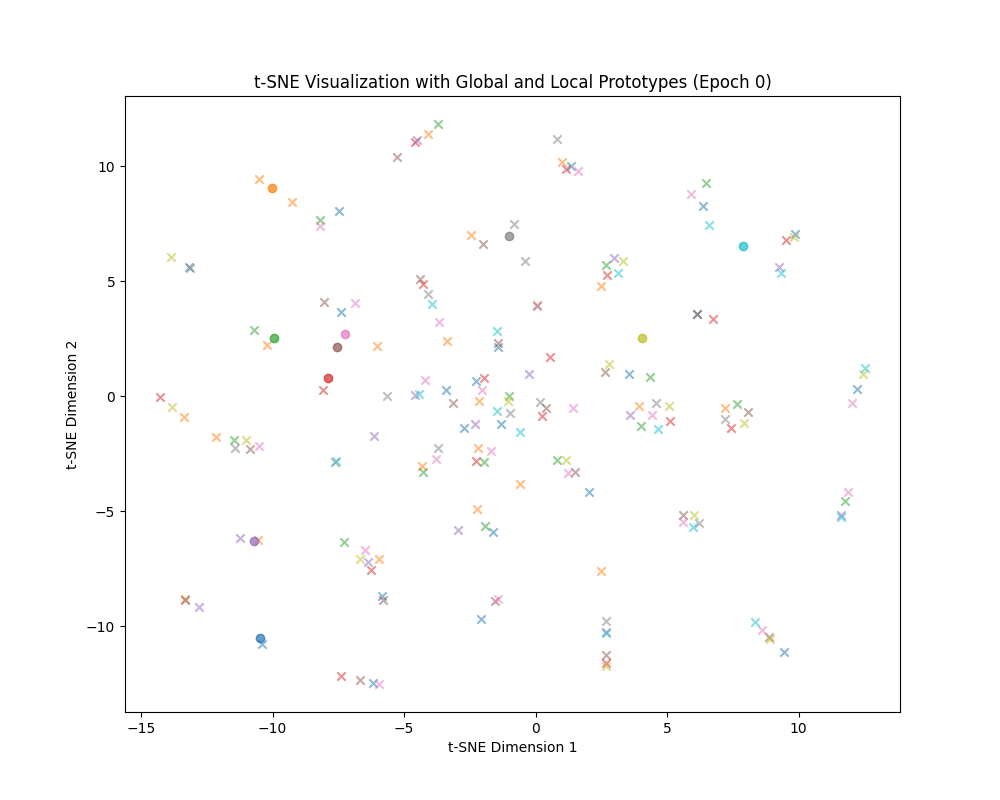 t-SNE Visualization with Global and Local Prototypes (Epoch 0)
10
5
0
−5
−10
t-SNE Dimension 2
−15 −10 −5 0 5 10
t-SNE Dimension 1